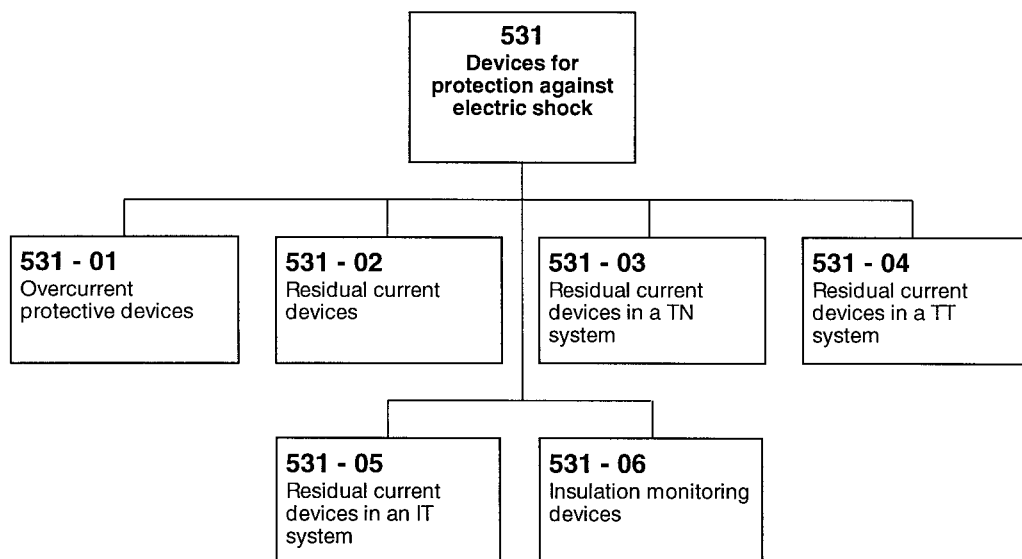 531
Devices for
protection against
electric shock
531 - 01
Overcurrent
protective devices
531 - 02
Residual current
devices
531 - 03
Residual current
devices in a TN
system
531 - 04
Residual current
devices in a TT
system
531 - 05
Residual current
devices in an IT
system
531 - 06
Insulation monitoring
devices